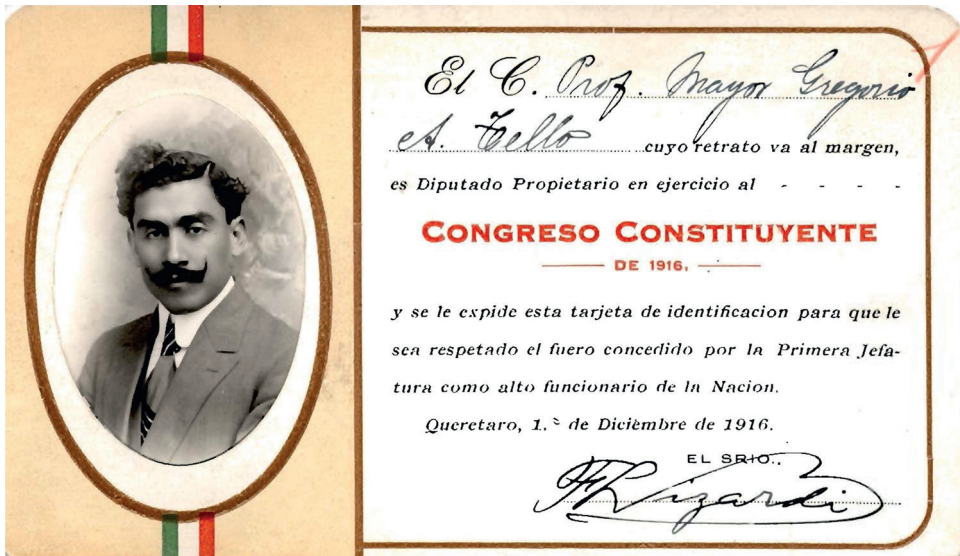 El C. Prof. Mayor Gregorio
A. Tello cuyo retrato va al margen,
es Diputado Propietario en ejercicio al - - - -
CONGRESO CONSTITUYENTE
DE 1916,
y se le expide esta tarjeta de identificacion para que le
sea respetado el fuero concedido por la Primera Jefa-
tura como alto funcionario de la Nacion.
Queretaro, 1.º de Diciembre de 1916.
EL SRIO.,
F Lizardi